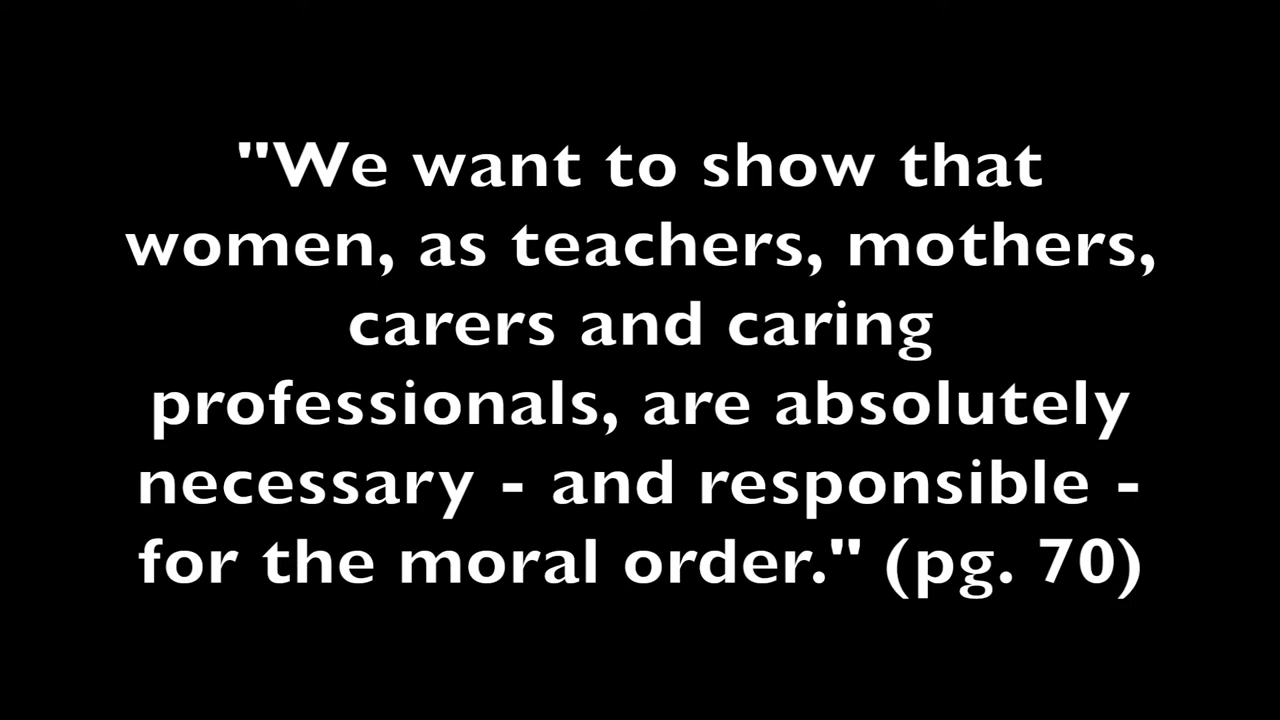 "We want to show that
women, as teachers, mothers,
carers and caring
professionals, are absolutely
necessary - and responsible -
for the moral order." (pg. 70)